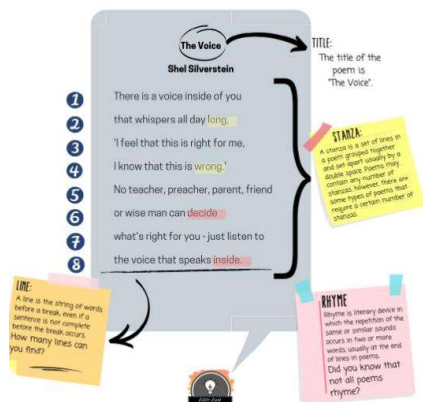 The Voice
Shel Silverstein
TITLE:
The title of the
poem is
"The Voice".
1 There is a voice inside of you
2 that whispers all day long,
3 'I feel that this is right for me,
4 I know that this is wrong.'
5 No teacher, preacher, parent, friend
6 or wise man can decide
7 what's right for you - just listen to
8 the voice that speaks inside.
STANZA:
A stanza is a set of lines in
a poem grouped together
and set apart usually by a
double space. Poems may
contain any number of
stanzas, however, there are
some types of poems that
require a certain number of
stanzas.
LINE:
A line is the string of words
before a break, even if a
sentence is not complete
before the break occurs.
How many lines can
you find?
RHYME
Rhyme is literary device in
which the repetition of the
same or similar sounds
occurs in two or more
words, usually at the end
of lines in poems.
Did you know that
not all poems
rhyme?